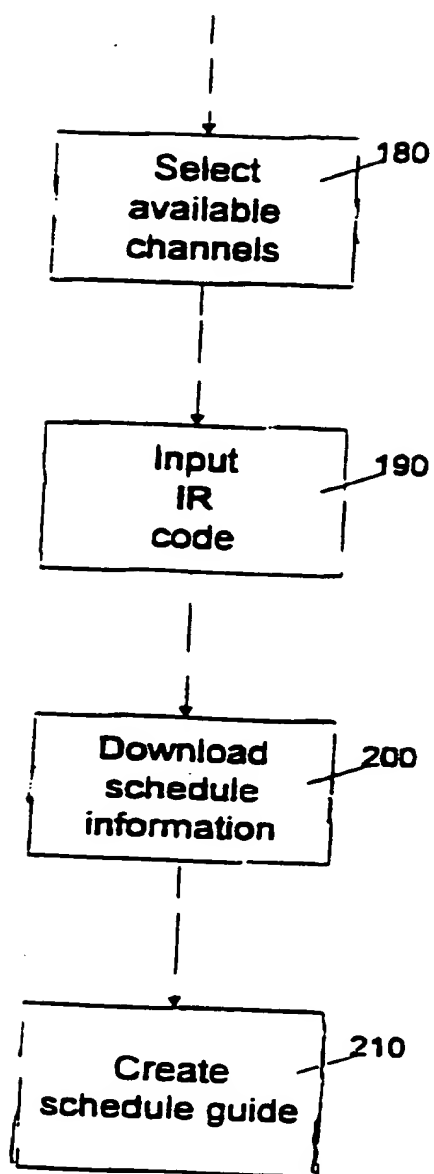 180
Select
available
channels
190
Input
IR
code
200
Download
schedule
information
210
Create
schedule guide